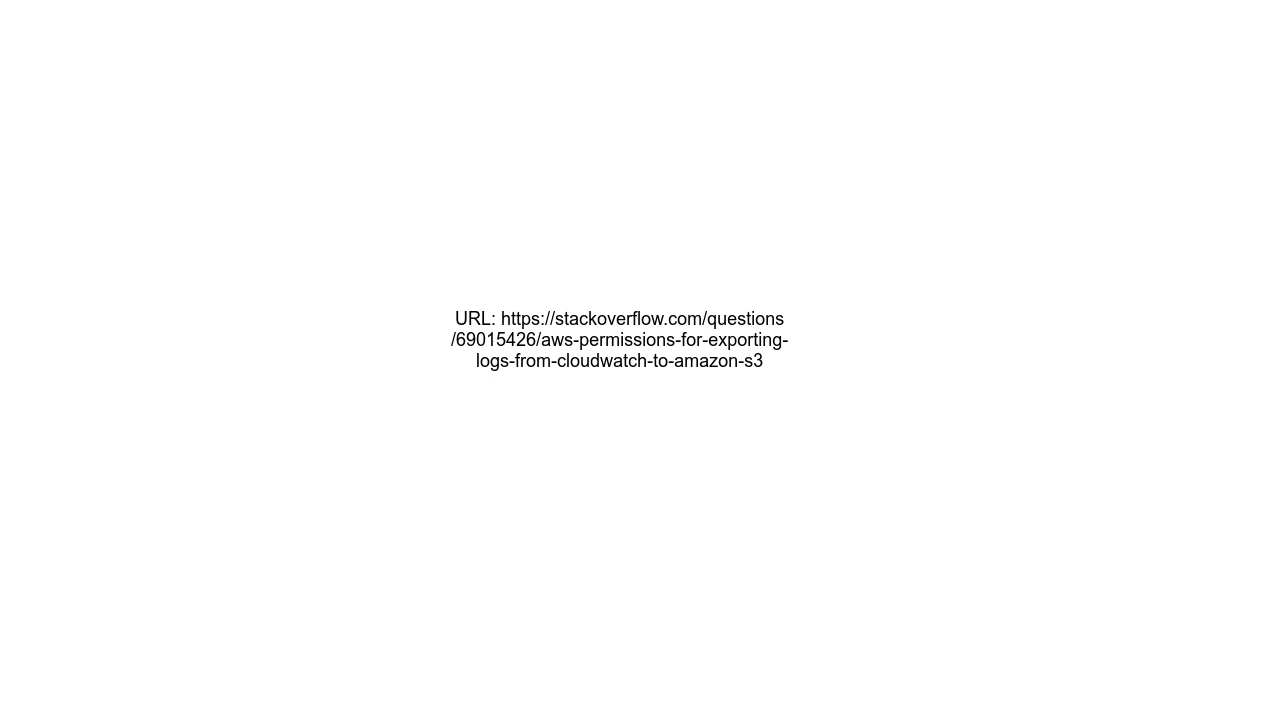 URL: https://stackoverflow.com/questions
/69015426/aws-permissions-for-exporting-
logs-from-cloudwatch-to-amazon-s3